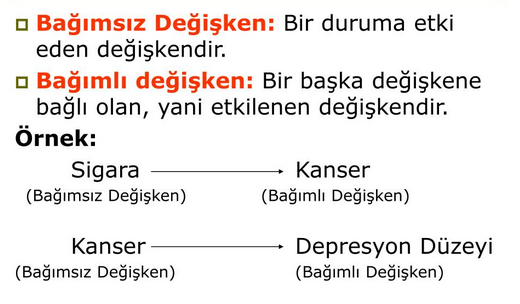 Bağımsız Değişken: Bir duruma etki
eden değişkendir.
Bağımlı değişken: Bir başka değişkene
bağlı olan, yani etkilenen değişkendir.
Örnek:
Sigara Kanser
(Bağımsız Değişken) (Bağımlı Değişken)
Kanser Depresyon Düzeyi
(Bağımsız Değişken) (Bağımlı Değişken)